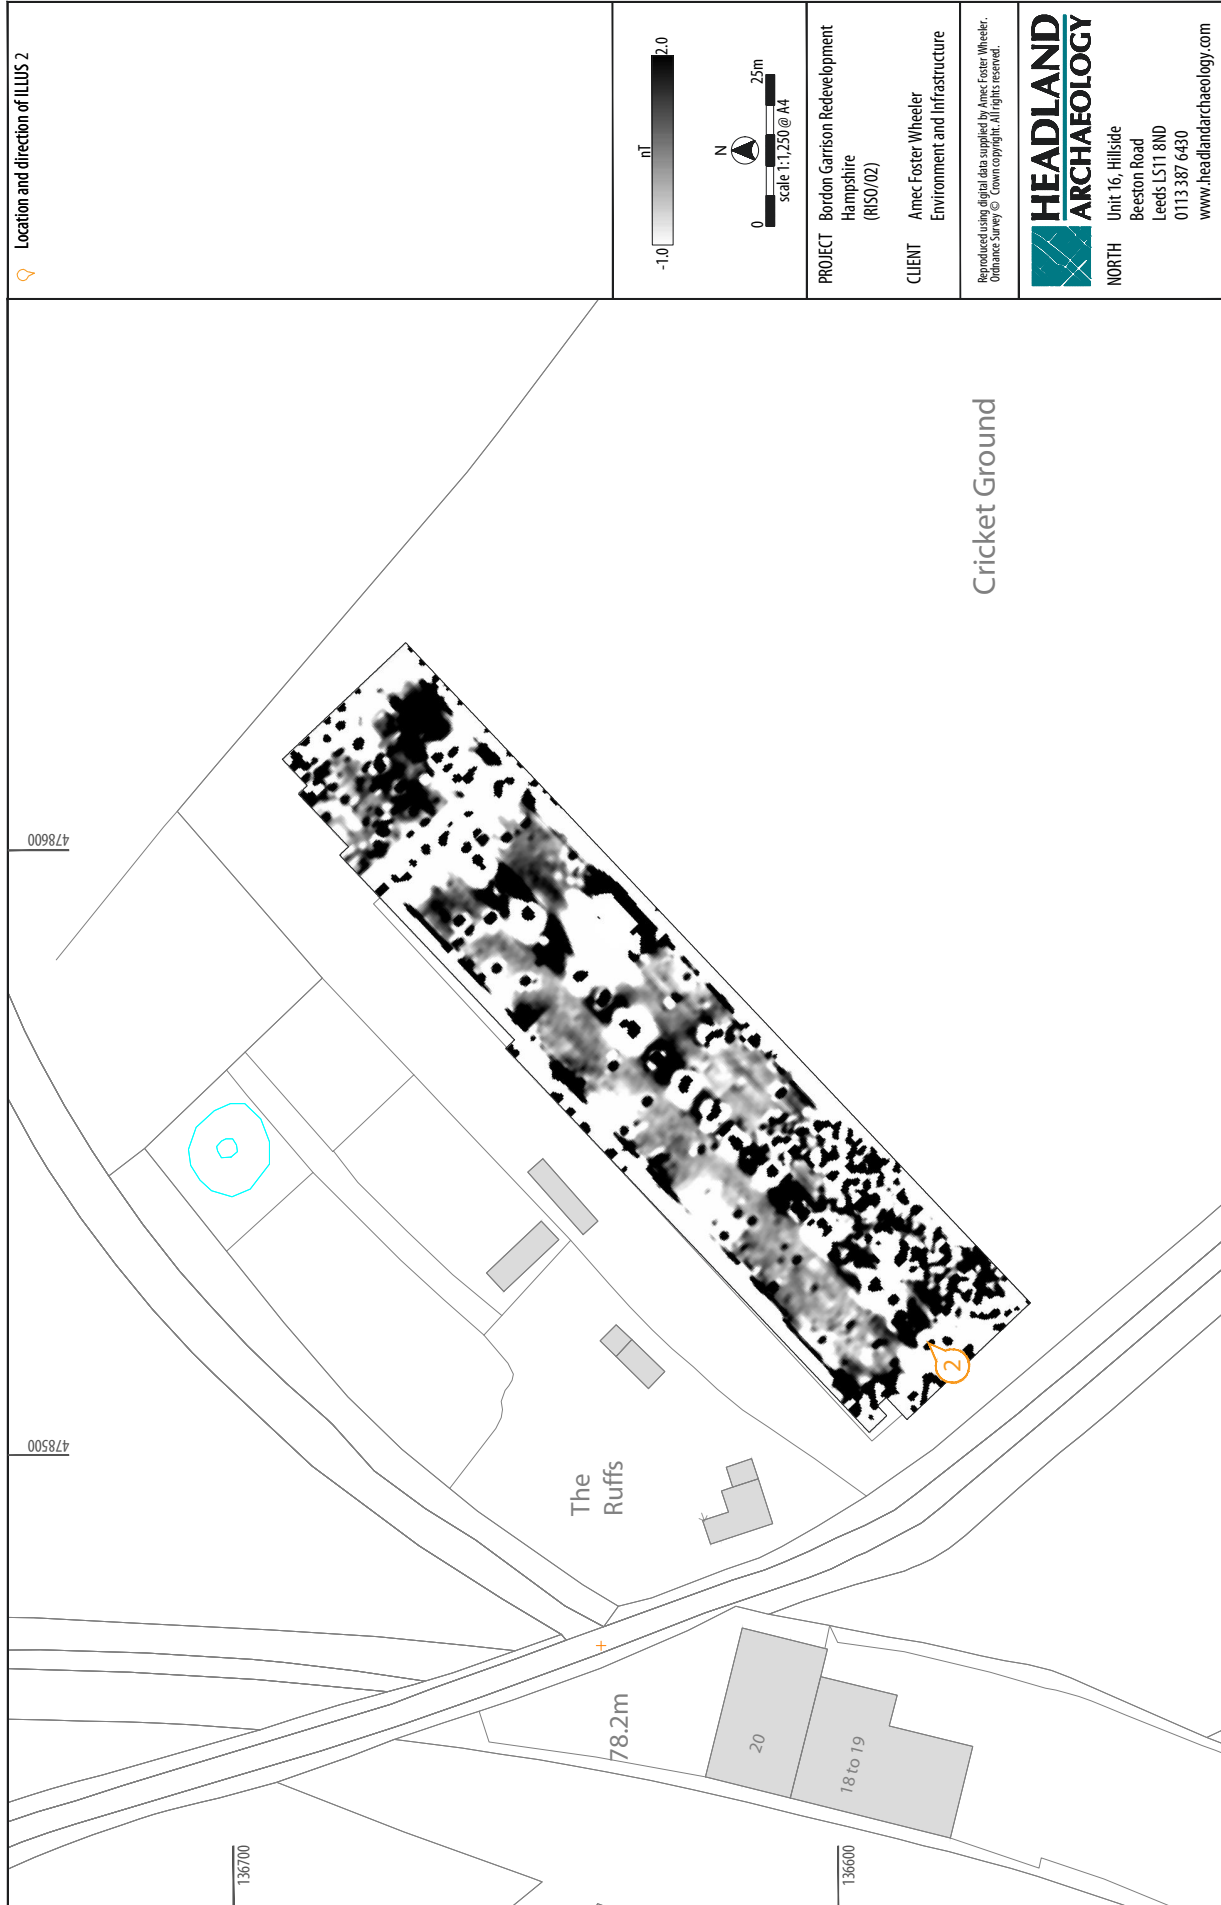 Location and direction of ILLUS 2
nT
-1.0
2.0
N
0
25m
scale 1:1,250 @ A4
PROJECT Bordon Garrison Redevelopment
Hampshire
(RISO/02)
CLIENT Amec Foster Wheeler
Environment and Infrastructure
Reproduced using digital data supplied by Amec Foster Wheeler.
Ordnance Survey © Crown copyright. All rights reserved.
HEADLAND
ARCHAEOLOGY
NORTH Unit 16, Hillside
Beeston Road
Leeds LS11 8ND
0113 387 6430
www.headlandarchaeology.com
Cricket Ground
478600
478500
The
Ruffs
2
78.2m
20
18 to 19
136700
136600